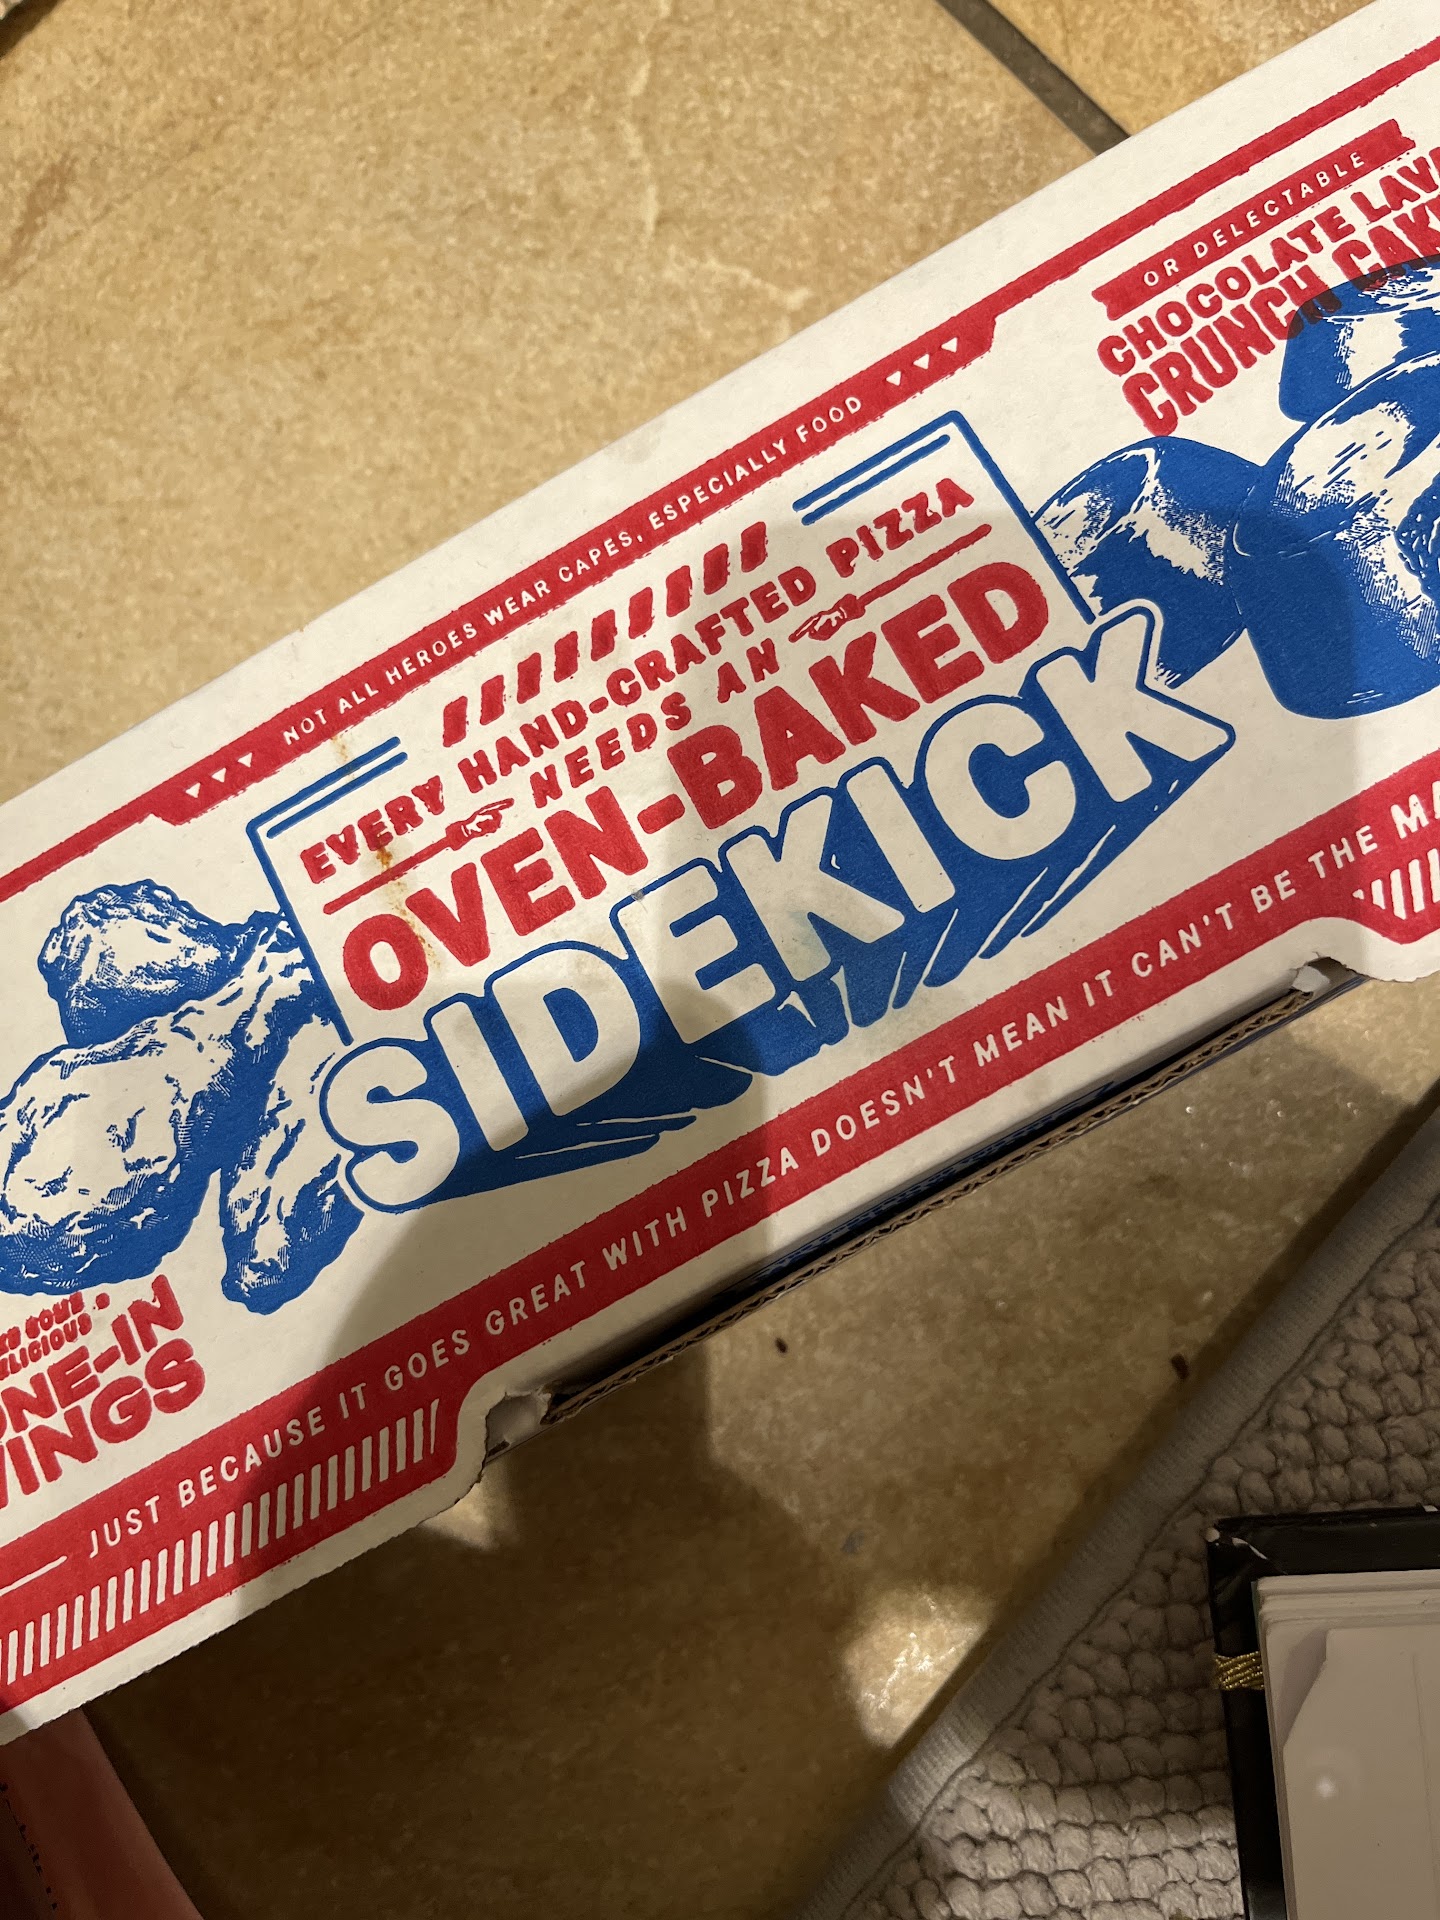 NOT ALL HEROES WEAR CAPES, ESPECIALLY FOOD
EVERY HAND-CRAFTED PIZZA
NEEDS AN
OVEN-BAKED
SIDEKICK
OR DELECTABLE
CHOCOLATE LAV
CRUNCH CAK
ONE-IN
INGS
JUST BECAUSE IT GOES GREAT WITH PIZZA DOESN'T MEAN IT CAN'T BE THE MA